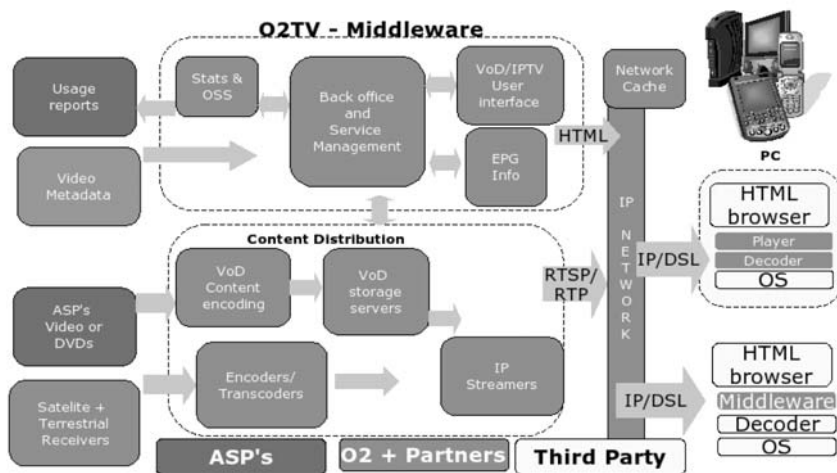 O2TV - Middleware
Usage
reports
Stats &
OSS
Back office
and
Service
Management
VoD/IPTV
User
interface
Network
Cache
Video
Metadata
EPG
Info
HTML
PC
Content Distribution
IP
NETWORK
HTML
browser
Player
Decoder
OS
ASP's
Video or
DVDs
VoD
Content
encoding
VoD
storage
servers
RTSP/
RTP
IP/DSL
Satelite +
Terrestrial
Receivers
Encoders/
Transcoders
IP
Streamers
IP/DSL
HTML
browser
Middleware
Decoder
OS
ASP's
O2 + Partners
Third Party